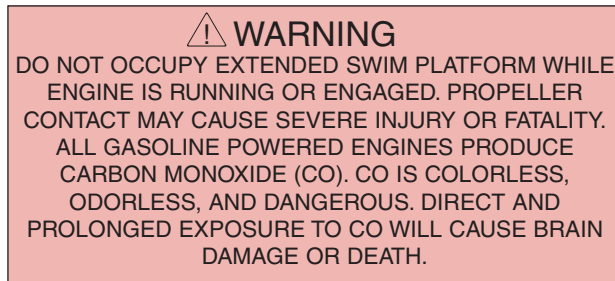 WARNING
DO NOT OCCUPY EXTENDED SWIM PLATFORM WHILE
ENGINE IS RUNNING OR ENGAGED. PROPELLER
CONTACT MAY CAUSE SEVERE INJURY OR FATALITY.
ALL GASOLINE POWERED ENGINES PRODUCE
CARBON MONOXIDE (CO). CO IS COLORLESS,
ODORLESS, AND DANGEROUS. DIRECT AND
PROLONGED EXPOSURE TO CO WILL CAUSE BRAIN
DAMAGE OR DEATH.